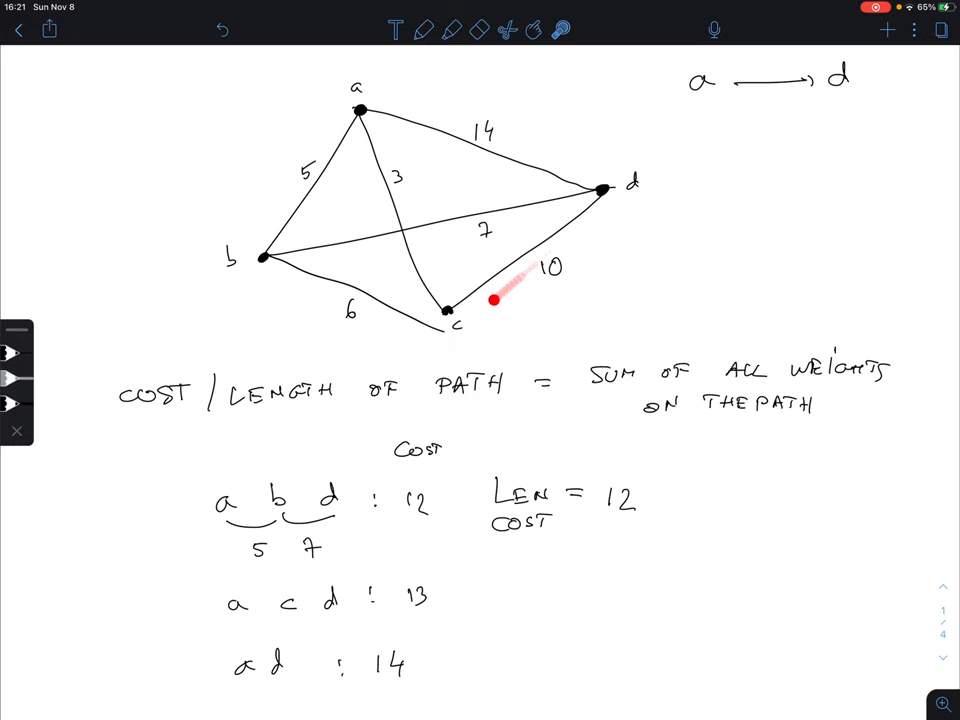 16:21 Sun Nov 8
65%
a → d
a
14
5
3
d
7
b
10
6
c
COST / LENGTH OF PATH = SUM OF ALL WEIGHTS
ON THE PATH
COST
a b d : 12 LEN = 12
COST
5 7
a c d : 13
a d : 14
1
/
4